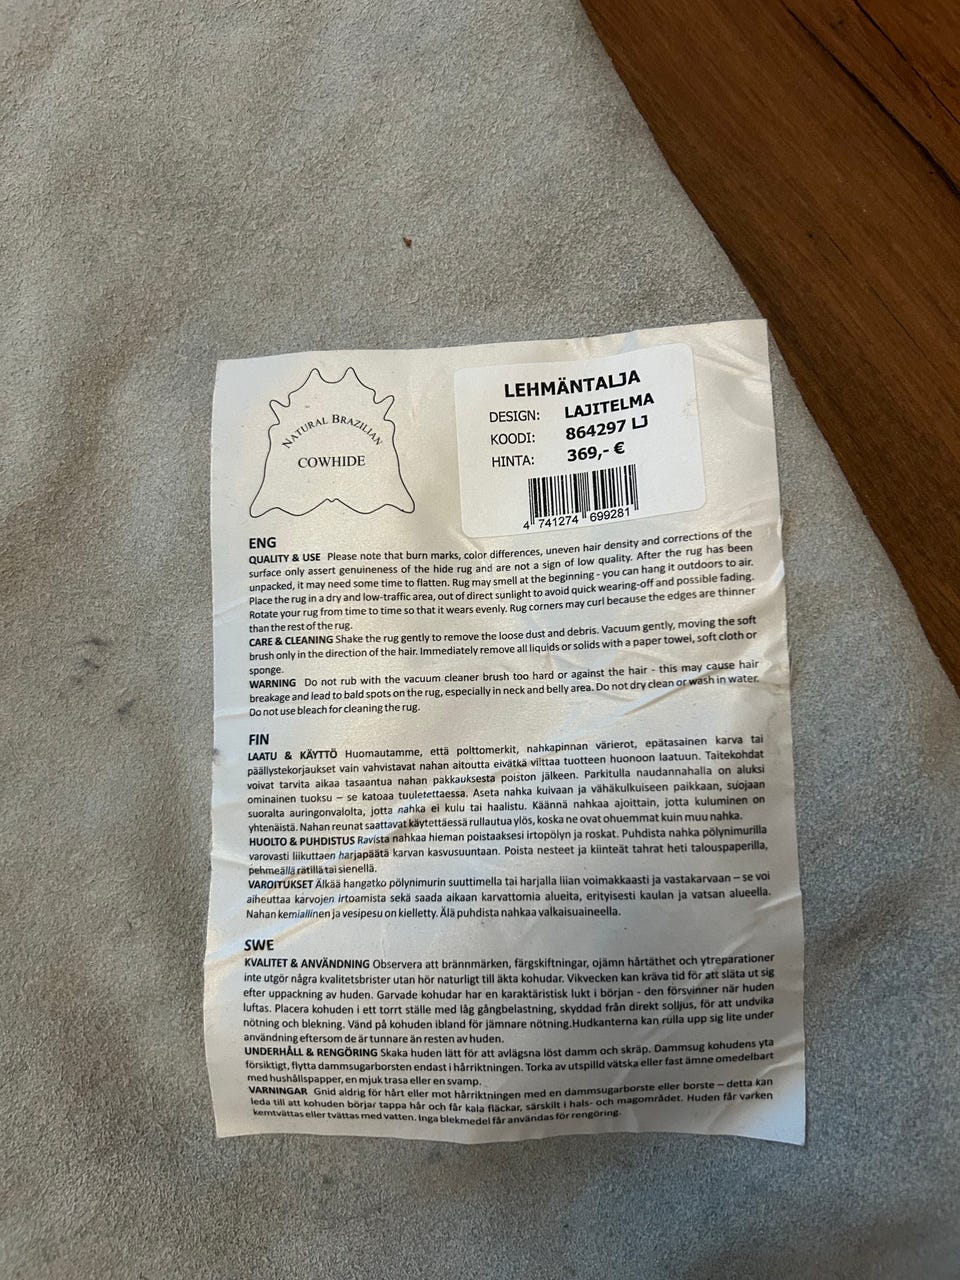 NATURAL BRAZILIAN
COWHIDE
LEHMÄNTALJA
DESIGN: LAJITELMA
KOODI: 864297 LJ
HINTA: 369,- €
4 741274 699281
ENG
QUALITY & USE Please note that burn marks, color differences, uneven hair density and corrections of the
surface only assert genuineness of the hide rug and are not a sign of low quality. After the rug has been
unpacked, it may need some time to flatten. Rug may smell at the beginning - you can hang it outdoors to air.
Place the rug in a dry and low-traffic area, out of direct sunlight to avoid quick wearing-off and possible fading.
Rotate your rug from time to time so that it wears evenly. Rug corners may curl because the edges are thinner
than the rest of the rug.
CARE & CLEANING Shake the rug gently to remove the loose dust and debris. Vacuum gently, moving the soft
brush only in the direction of the hair. Immediately remove all liquids or solids with a paper towel, soft cloth or
sponge.
WARNING Do not rub with the vacuum cleaner brush too hard or against the hair - this may cause hair
breakage and lead to bald spots on the rug, especially in neck and belly area. Do not dry clean or wash in water.
Do not use bleach for cleaning the rug.
FIN
LAATU & KÄYTTÖ Huomautamme, että polttomerkit, nahkapinnan värierot, epätasainen karva tai
päällystekorjaukset vain vahvistavat nahan aitoutta eivätkä viittaa tuotteen huonoon laatuun. Taitekohdat
voivat tarvita aikaa tasaantua nahan pakkauksesta poiston jälkeen. Parkitulla naudannahalla on aluksi
ominainen tuoksu – se katoaa tuuletettaessa. Aseta nahka kuivaan ja vähäkulkuiseen paikkaan, suojaan
suoralta auringonvalolta, jotta nahka ei kulu tai haalistu. Käännä nahkaa ajoittain, jotta kuluminen on
yhtenäistä. Nahan reunat saattavat käytettäessä rullautua ylös, koska ne ovat ohuemmat kuin muu nahka.
HUOLTO & PUHDISTUS Ravista nahkaa hieman poistaaksesi irtopölyn ja roskat. Puhdista nahka pölynimurilla
varovasti liikuttaen harjapäätä karvan kasvusuuntaan. Poista nesteet ja kiinteät tahrat heti talouspaperilla,
pehmeällä rätillä tai sienellä.
VAROITUKSET Älkää hangatko pölynimurin suuttimella tai harjalla liian voimakkaasti ja vastakarvaan – se voi
aiheuttaa karvojen irtoamista sekä saada aikaan karvattomia alueita, erityisesti kaulan ja vatsan alueella.
Nahan kemiallinen ja vesipesu on kielletty. Älä puhdista nahkaa valkaisuaineella.
SWE
KVALITET & ANVÄNDNING Observera att brännmärken, färgskiftningar, ojämn hårtäthet och ytreparationer
inte utgör några kvalitetsbrister utan hör naturligt till äkta kohudar. Vikvecken kan kräva tid för att släta ut sig
efter uppackning av huden. Garvade kohudar har en karaktäristisk lukt i början - den försvinner när huden
luftas. Placera kohuden i ett torrt ställe med låg gångbelastning, skyddad från direkt solljus, för att undvika
nötning och blekning. Vänd på kohuden ibland för jämnare nötning.Hudkanterna kan rulla upp sig lite under
användning eftersom de är tunnare än resten av huden.
UNDERHÅLL & RENGÖRING Skaka huden lätt för att avlägsna löst damm och skräp. Dammsug kohudens yta
försiktigt, flytta dammsugarborsten endast i hårriktningen. Torka av utspilld vätska eller fast ämne omedelbart
med hushållspapper, en mjuk trasa eller en svamp.
VARNINGAR Gnid aldrig för hårt eller mot hårriktningen med en dammsugarborste eller borste – detta kan
leda till att kohuden börjar tappa hår och får kala fläckar, särskilt i hals- och magområdet. Huden får varken
kemtvättas eller tvättas med vatten. Inga blekmedel får användas för rengöring.